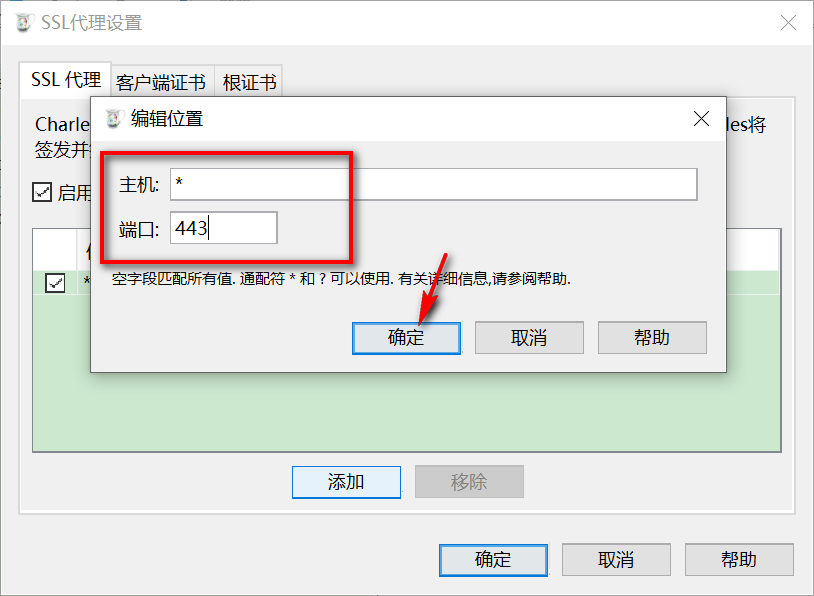 SSL代理设置
SSL 代理
客户端证书
根证书
Charle
les将
签发并
启用
编辑位置
主机:
*
端口:
443
空字段匹配所有值. 通配符 * 和 ? 可以使用. 有关详细信息,请参阅帮助.
确定
取消
帮助
*
添加
移除
确定
取消
帮助